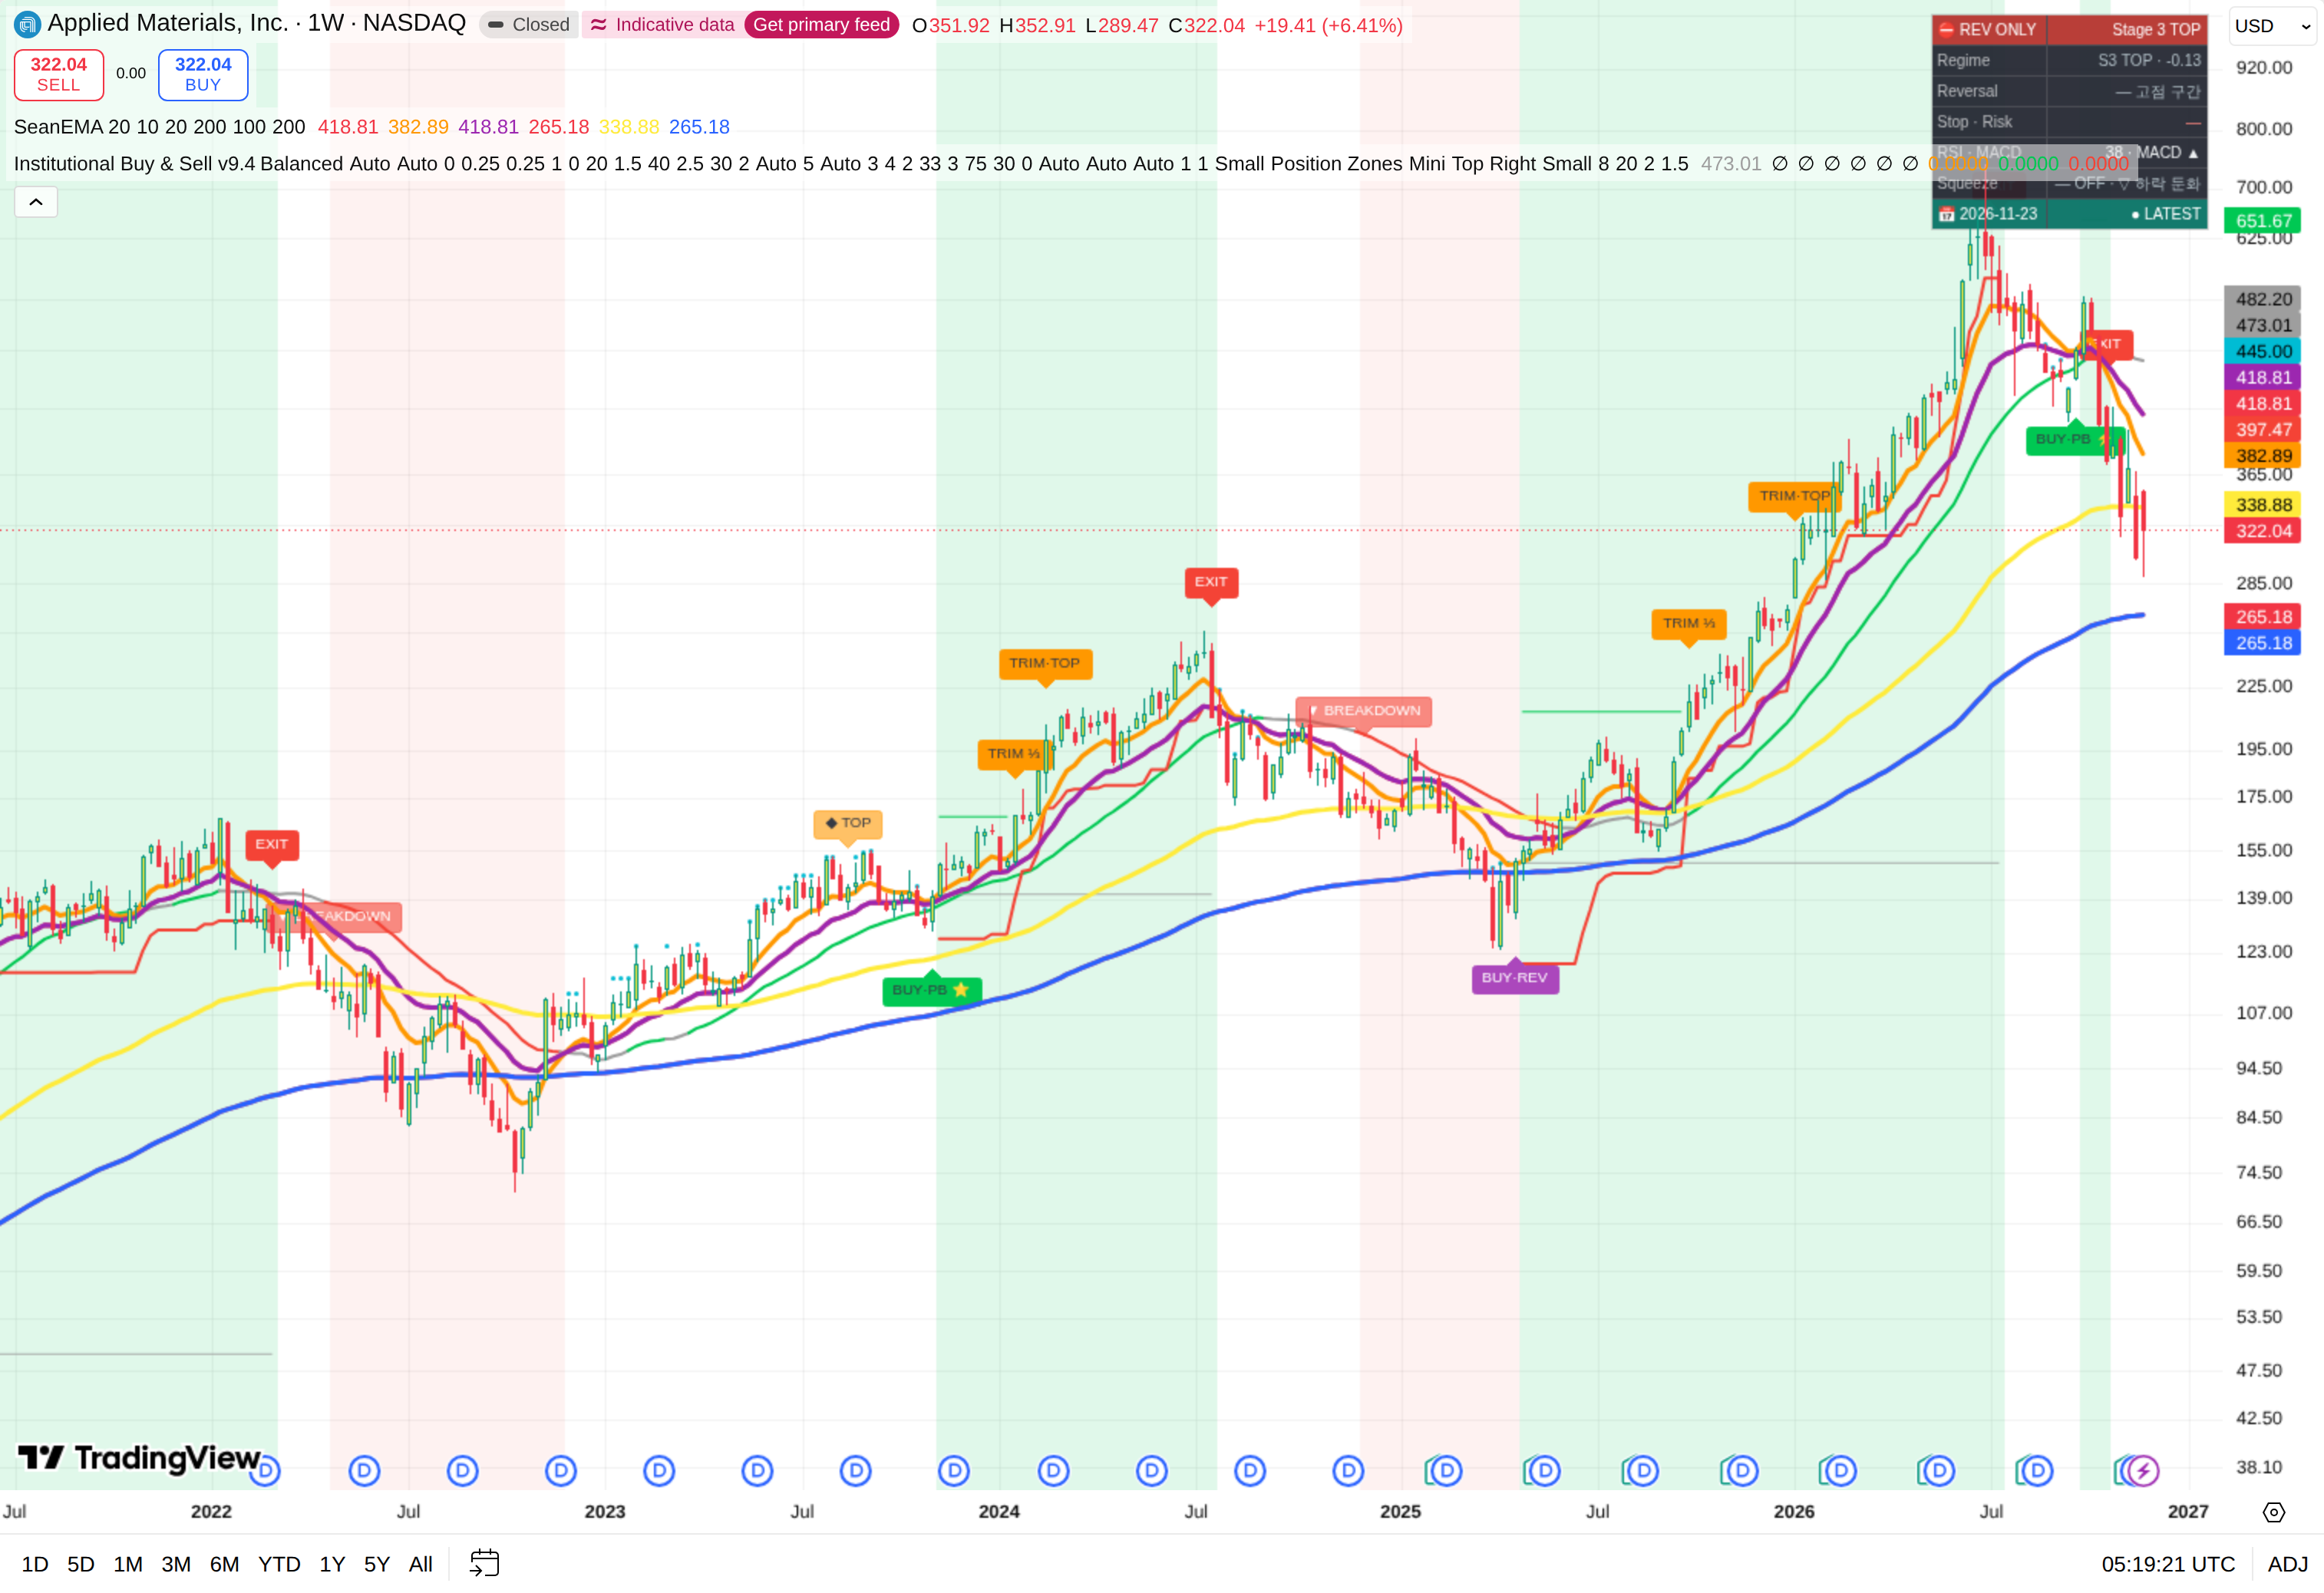 Applied Materials, Inc. · 1W · NASDAQ Closed Indicative data Get primary feed O351.92 H352.91 L289.47 C322.04 +19.41 (+6.41%)
322.04 SELL 0.00 322.04 BUY
SeanEMA 20 10 20 200 100 200 418.81 382.89 418.81 265.18 338.88 265.18
Institutional Buy & Sell v9.4 Balanced Auto Auto 0 0.25 0.25 1 0 20 1.5 40 2.5 30 2 Auto 5 Auto 3 4 2 33 3 75 30 0 Auto Auto Auto 1 1 Small Position Zones Mini Top Right Small 8 20 2 1.5 473.01 ∅ ∅ ∅ ∅ ∅ ∅ 0.0000 0.0000 0.0000
REV ONLY Stage 3 TOP
Regime S3 TOP · -0.13
Reversal — 고점 구간
Stop · Risk —
RSI · MACD 38 · MACD ▲
Squeeze — OFF · ▽ 하락 둔화
2026-11-23 ● LATEST
USD
920.00
800.00
700.00
651.67
625.00
482.20
473.01
445.00
418.81
418.81
397.47
382.89
365.00
338.88
322.04
285.00
265.18
265.18
225.00
195.00
175.00
155.00
139.00
123.00
107.00
94.50
84.50
74.50
66.50
59.50
53.50
47.50
42.50
38.10
EXIT
BUY-PB
TRIM-TOP
EXIT
TRIM ⅓
TRIM-TOP
▼ BREAKDOWN
TRIM ⅓
◆ TOP
EXIT
EAKDOWN
BUY-PB ⭐
BUY-REV
TradingView
D D D D D D D D D D D D D D D D D D D
Jul 2022 Jul 2023 Jul 2024 Jul 2025 Jul 2026 Jul 2027
1D 5D 1M 3M 6M YTD 1Y 5Y All 05:19:21 UTC ADJ